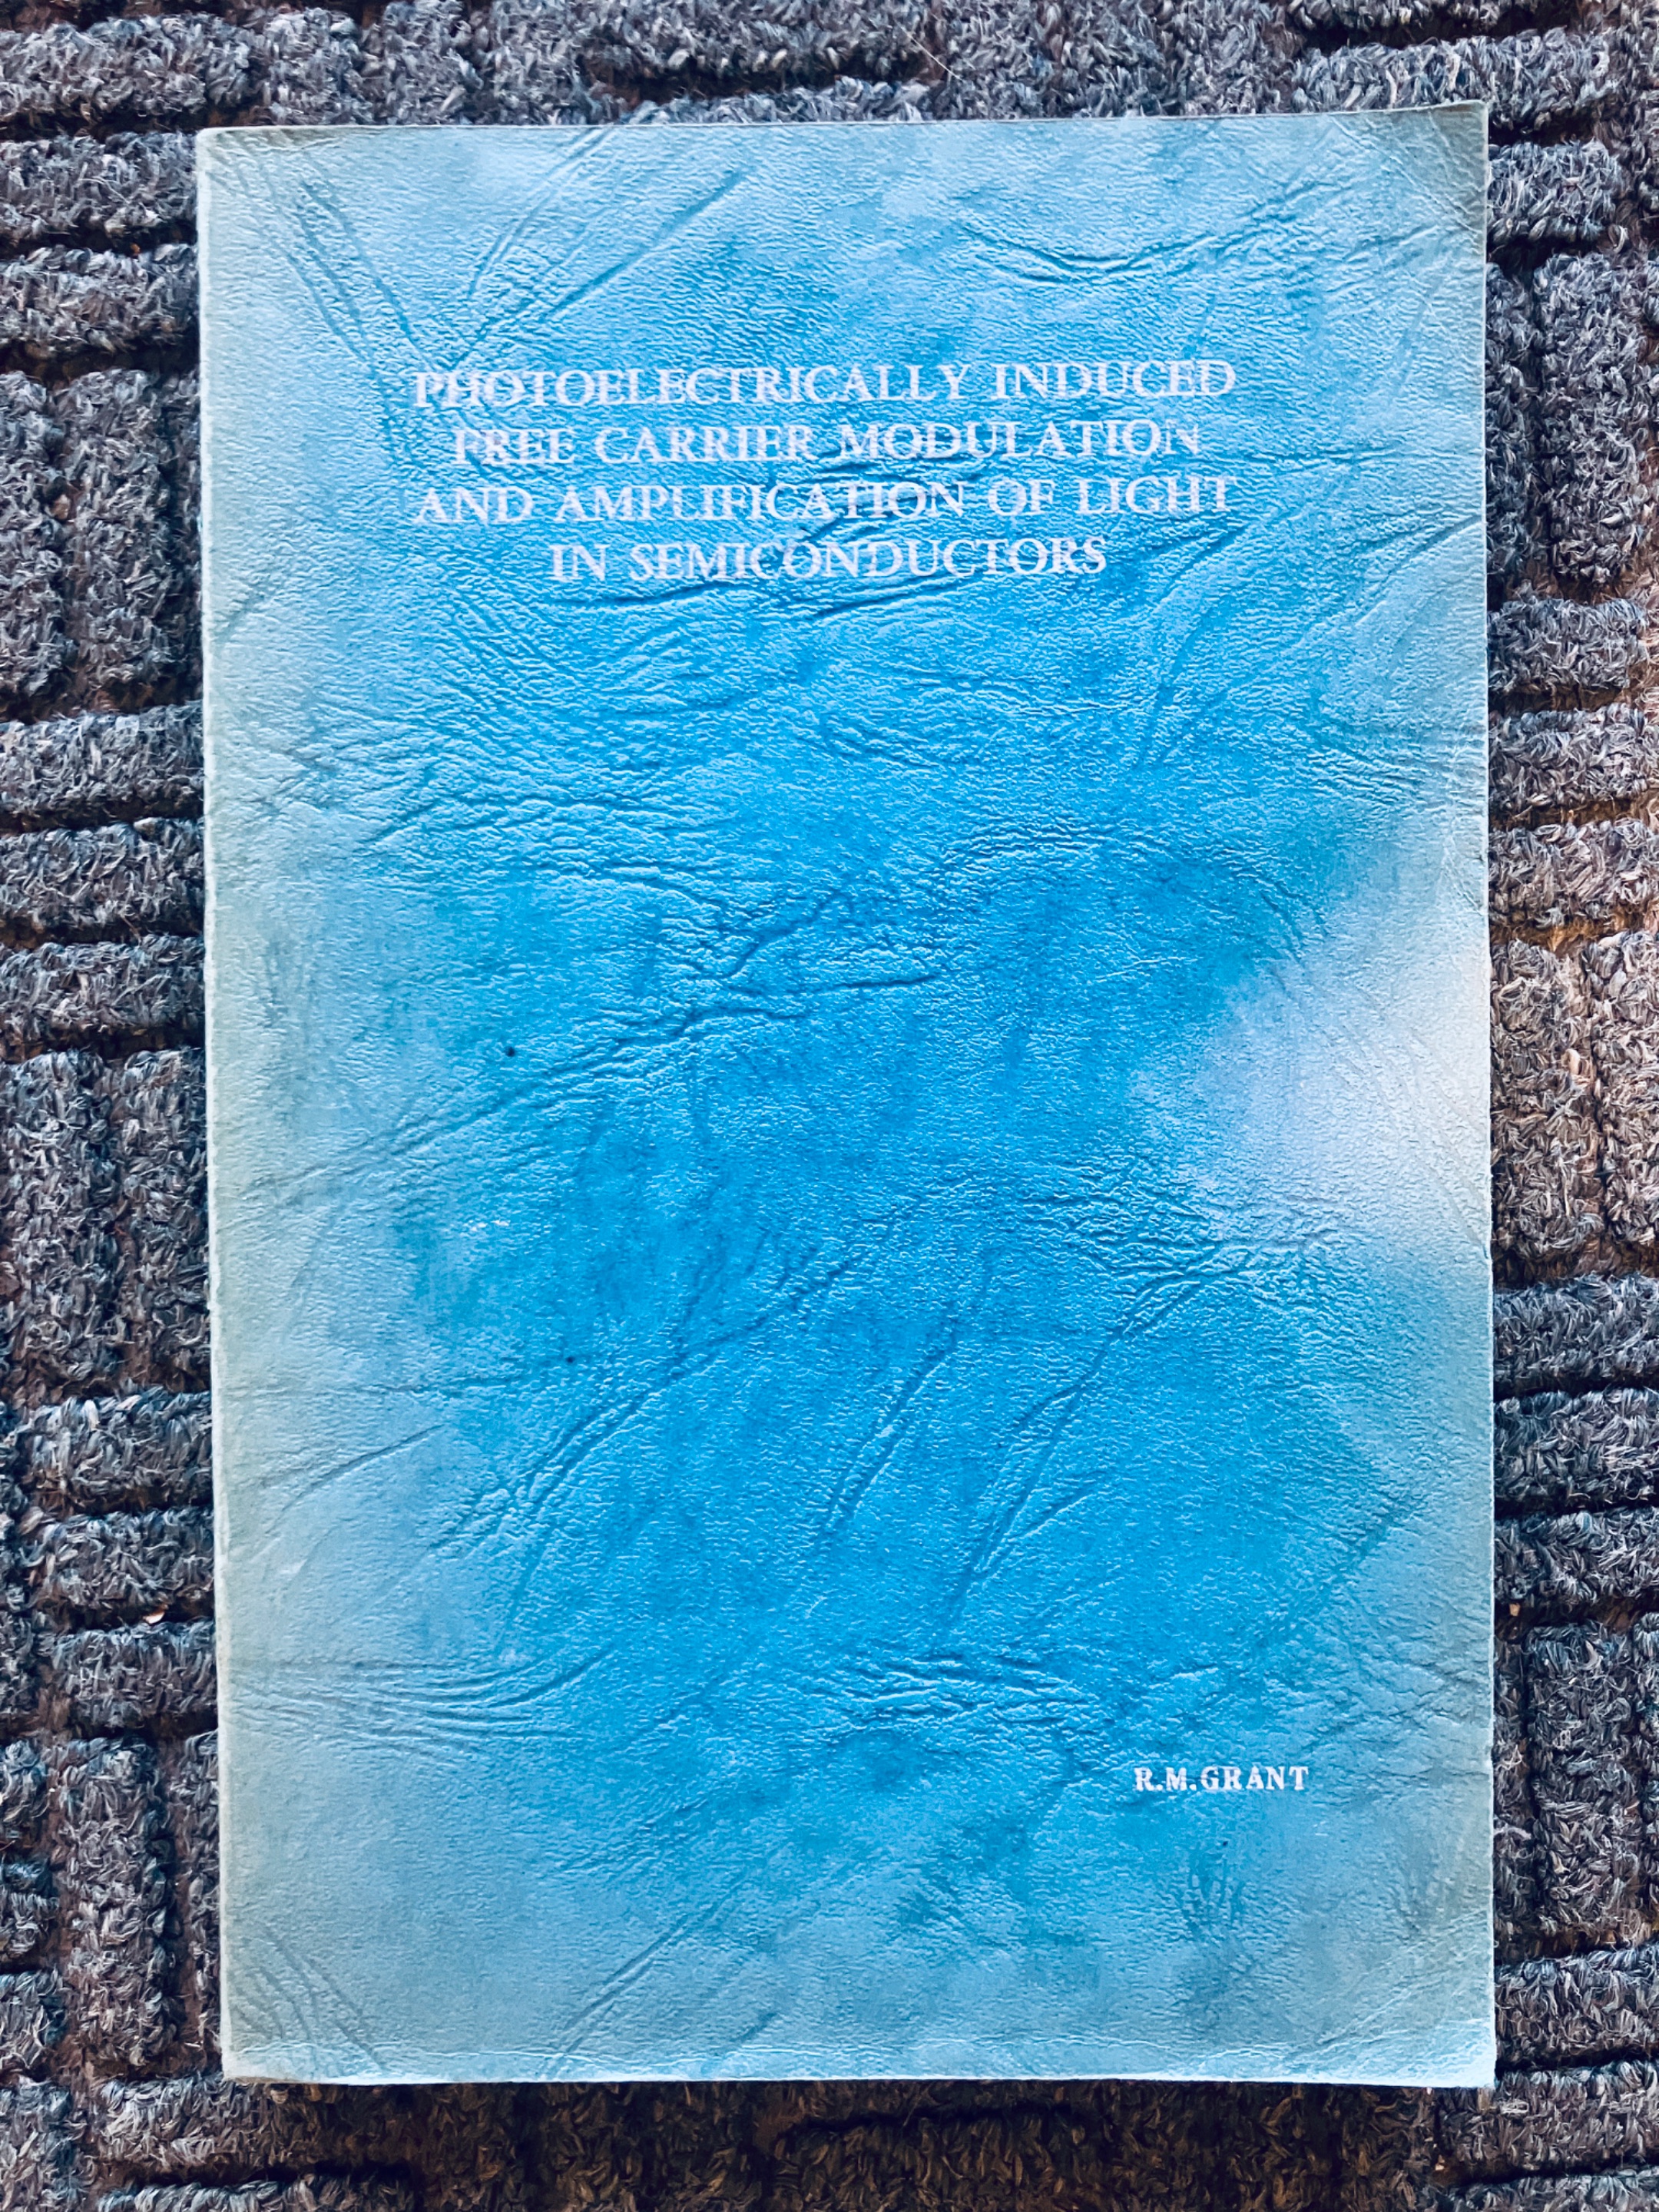 PHOTOELECTRICALLY INDUCED
FREE CARRIER MODULATION
AND AMPLIFICATION OF LIGHT
IN SEMICONDUCTORS
R.M.GRANT